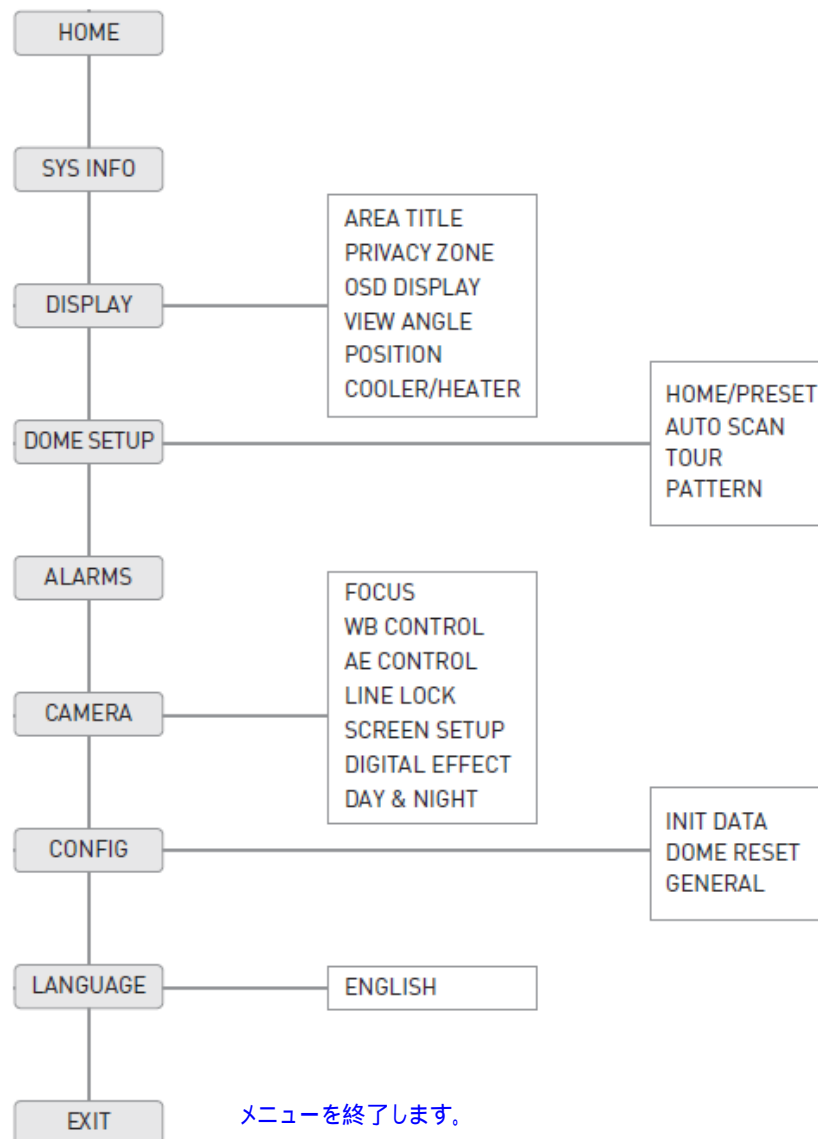 HOME
SYS INFO
DISPLAY
AREA TITLE
PRIVACY ZONE
OSD DISPLAY
VIEW ANGLE
POSITION
COOLER/HEATER
DOME SETUP
HOME/PRESET
AUTO SCAN
TOUR
PATTERN
ALARMS
CAMERA
FOCUS
WB CONTROL
AE CONTROL
LINE LOCK
SCREEN SETUP
DIGITAL EFFECT
DAY & NIGHT
CONFIG
INIT DATA
DOME RESET
GENERAL
LANGUAGE
ENGLISH
EXIT
メニューを終了します。